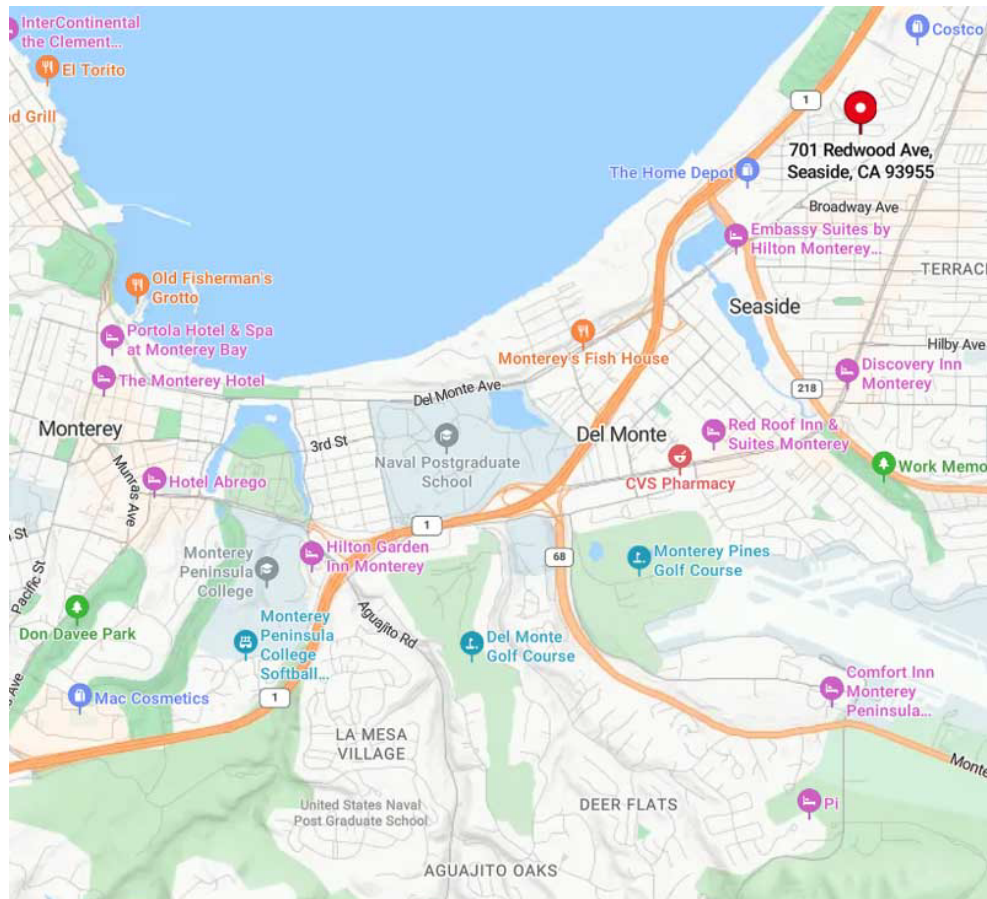 InterContinental
the Clement...
Costco
El Torito
d Grill
1
701 Redwood Ave,
Seaside, CA 93955
The Home Depot
Broadway Ave
Embassy Suites by
Hilton Monterey...
TERRAC
Old Fisherman's
Grotto
Seaside
Portola Hotel & Spa
at Monterey Bay
Monterey's Fish House
Hilby Ave
Discovery Inn
Monterey
The Monterey Hotel
Del Monte Ave
218
Monterey
3rd St
Del Monte
Red Roof Inn &
Suites Monterey
Naval Postgraduate
School
Munras Ave
Hotel Abrego
CVS Pharmacy
Work Memo
St
1
Hilton Garden
Inn Monterey
68
Monterey Pines
Golf Course
Monterey
Peninsula
College
Pacific St
Don Davee Park
Aguajito Rd
Monterey
Peninsula
College
Softball...
Del Monte
Golf Course
Ave
Mac Cosmetics
1
Comfort Inn
Monterey
Peninsula...
LA MESA
VILLAGE
Monte
United States Naval
Post Graduate School
DEER FLATS
Pi
AGUAJITO OAKS